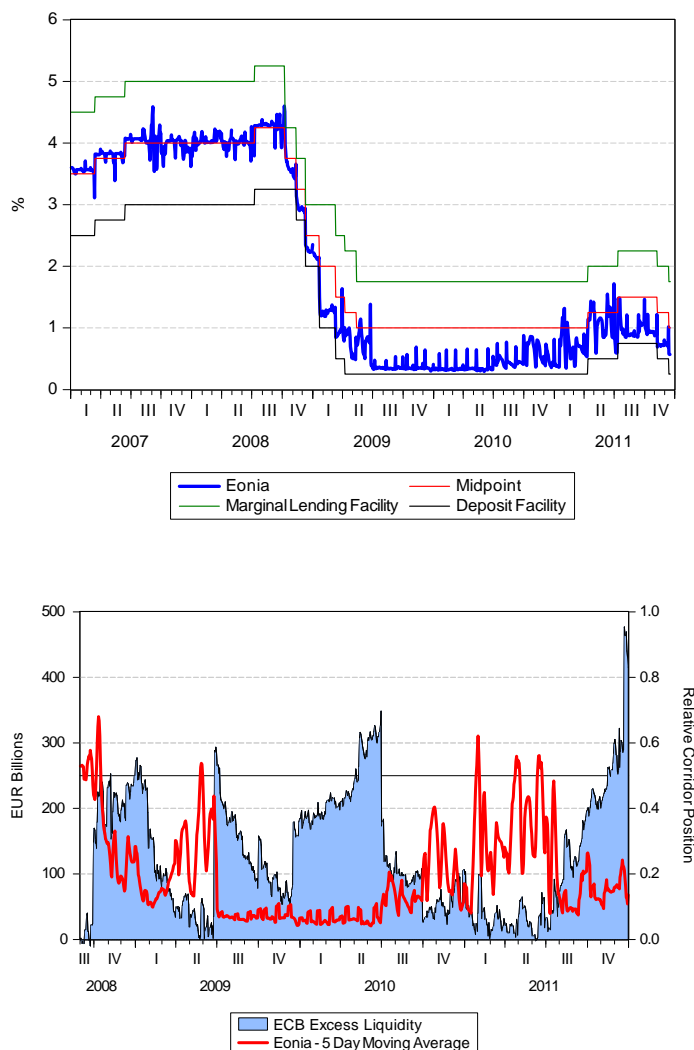 6
5
4
3
2
1
0
%
I II III IV I II III IV I II III IV I II III IV I II III IV
2007 2008 2009 2010 2011
Eonia Midpoint
Marginal Lending Facility Deposit Facility
500 1.0
400 0.8
300 0.6
200 0.4
100 0.2
0 0.0
EUR Billions
Relative Corridor Position
III IV I II III IV I II III IV I II III IV
2008 2009 2010 2011
ECB Excess Liquidity
Eonia - 5 Day Moving Average